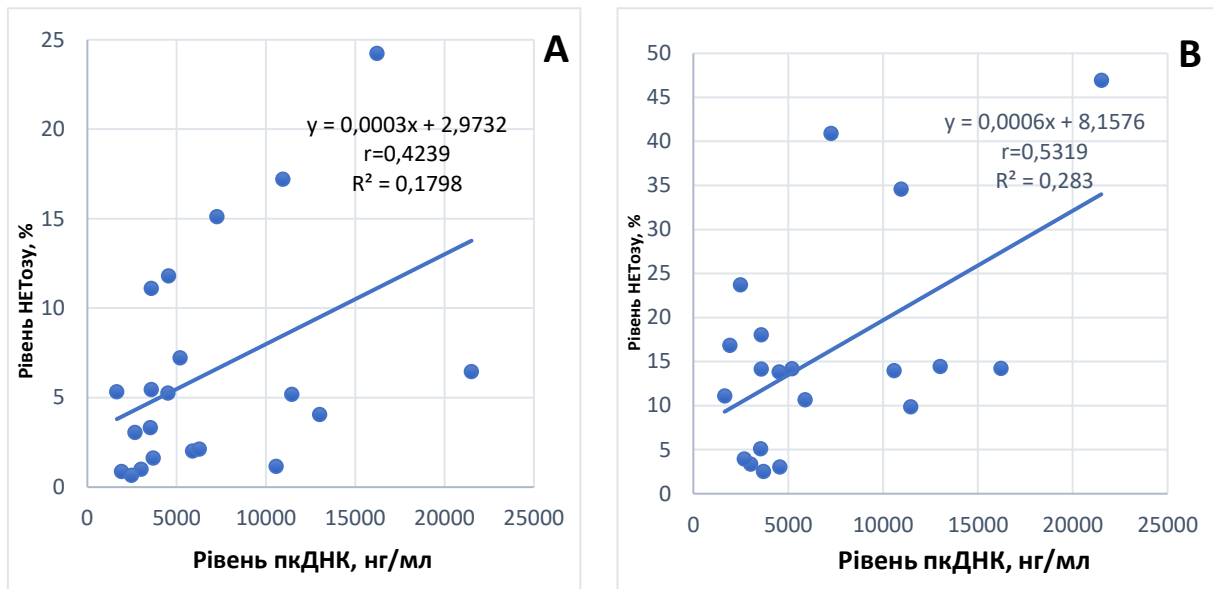 A
25
20
15
10
5
0
y = 0,0003x + 2,9732
r=0,4239
R² = 0,1798
Рівень НЕТозу, %
0 5000 10000 15000 20000 25000
Рівень пкДНК, нг/мл
B
50
45
40
35
30
25
20
15
10
5
0
y = 0,0006x + 8,1576
r=0,5319
R² = 0,283
Рівень НЕТозу, %
0 5000 10000 15000 20000 25000
Рівень пкДНК, нг/мл